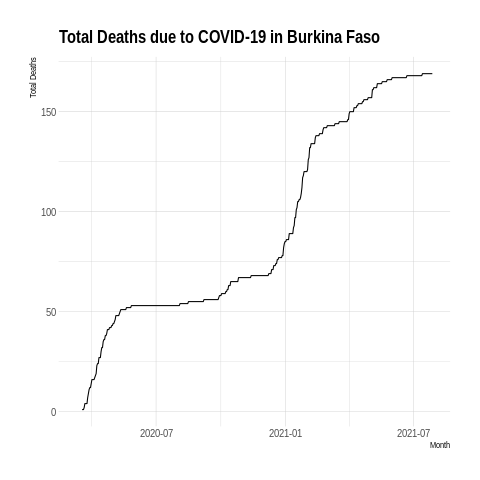 Total Deaths due to COVID-19 in Burkina Faso
Total Deaths
150
100
50
0
2020-07 2021-01 2021-07
Month